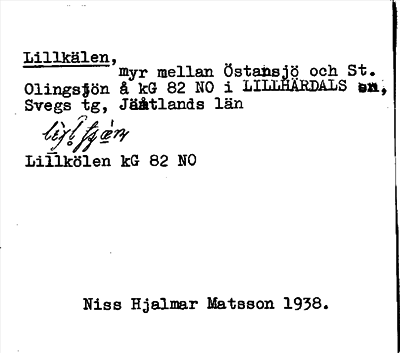 Lillkälen,
myr mellan Östansjö och St.
Olingsjön å kG 82 NO i LILLHÄRDALS sn,
Svegs tg, Jämtlands län
Lillkölen kG 82 NO
Niss Hjalmar Matsson 1938.